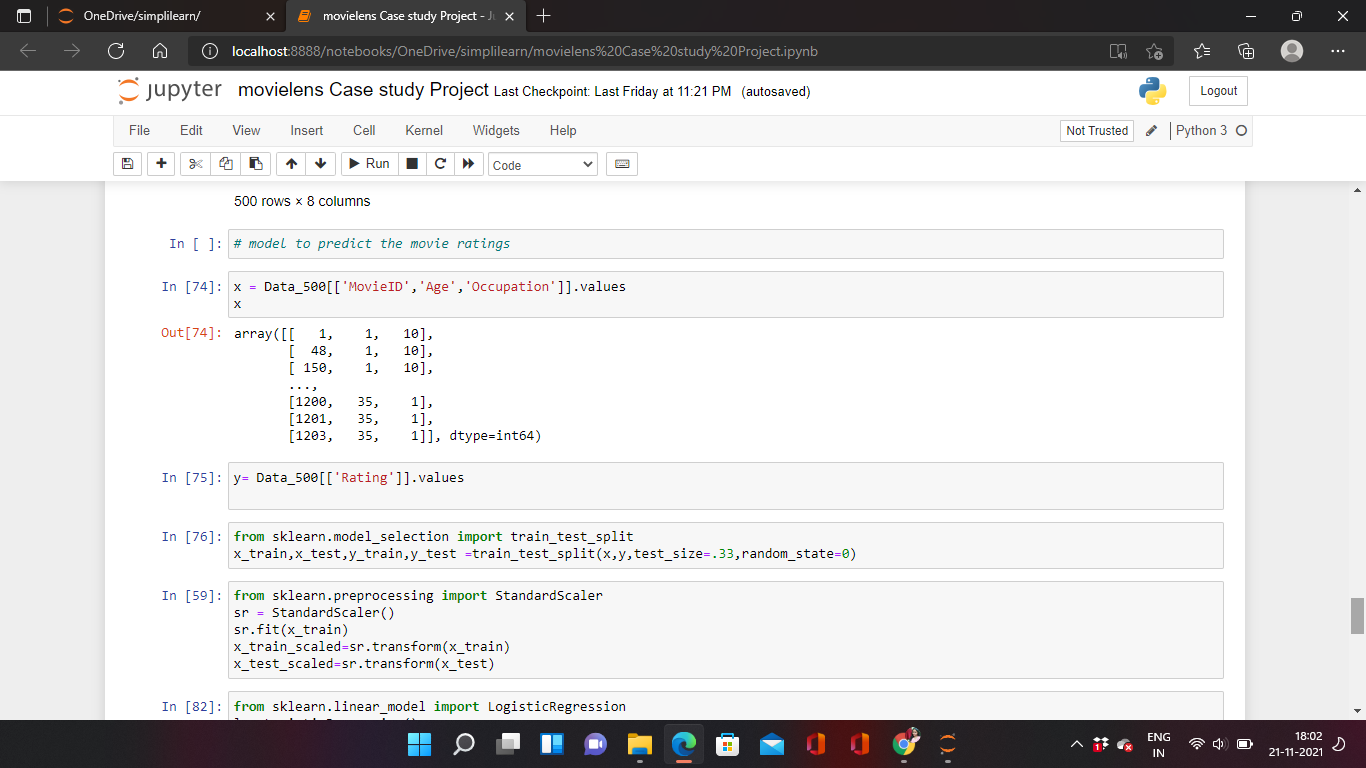 OneDrive/simplilearn/
movielens Case study Project - Ju
localhost:8888/notebooks/OneDrive/simplilearn/movielens%20Case%20study%20Project.ipynb
jupyter movielens Case study Project Last Checkpoint: Last Friday at 11:21 PM (autosaved)
Logout
File Edit View Insert Cell Kernel Widgets Help
Not Trusted
Python 3
Run
Code
500 rows × 8 columns
In [ ]: # model to predict the movie ratings
In [74]: x = Data_500[['MovieID','Age','Occupation']].values
x
Out[74]: array([[   1,    1,   10],
[  48,    1,   10],
[ 150,    1,   10],
...,
[1200,   35,    1],
[1201,   35,    1],
[1203,   35,    1]], dtype=int64)
In [75]: y= Data_500[['Rating']].values
In [76]: from sklearn.model_selection import train_test_split
x_train,x_test,y_train,y_test =train_test_split(x,y,test_size=.33,random_state=0)
In [59]: from sklearn.preprocessing import StandardScaler
sr = StandardScaler()
sr.fit(x_train)
x_train_scaled=sr.transform(x_train)
x_test_scaled=sr.transform(x_test)
In [82]: from sklearn.linear_model import LogisticRegression
ENG
IN
18:02
21-11-2021